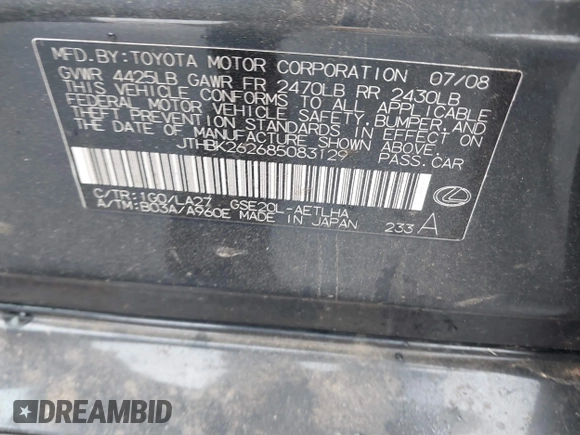 MFD.BY:TOYOTA MOTOR CORPORATION 07/08
GVWR 4425LB GAWR FR 2470LB RR 2430LB
THIS VEHICLE CONFORMS TO ALL APPLICABLE
FEDERAL MOTOR VEHICLE SAFETY,BUMPER,AND
THEFT PREVENTION STANDARDS IN EFFECT ON
THE DATE OF MANUFACTURE SHOWN ABOVE.
JTHBK262685083129 PASS.CAR
C/TR:1G0/LA27 GSE20L-AETLHA
A/TM:B03A/A960E MADE IN JAPAN 233 A
DREAMBID